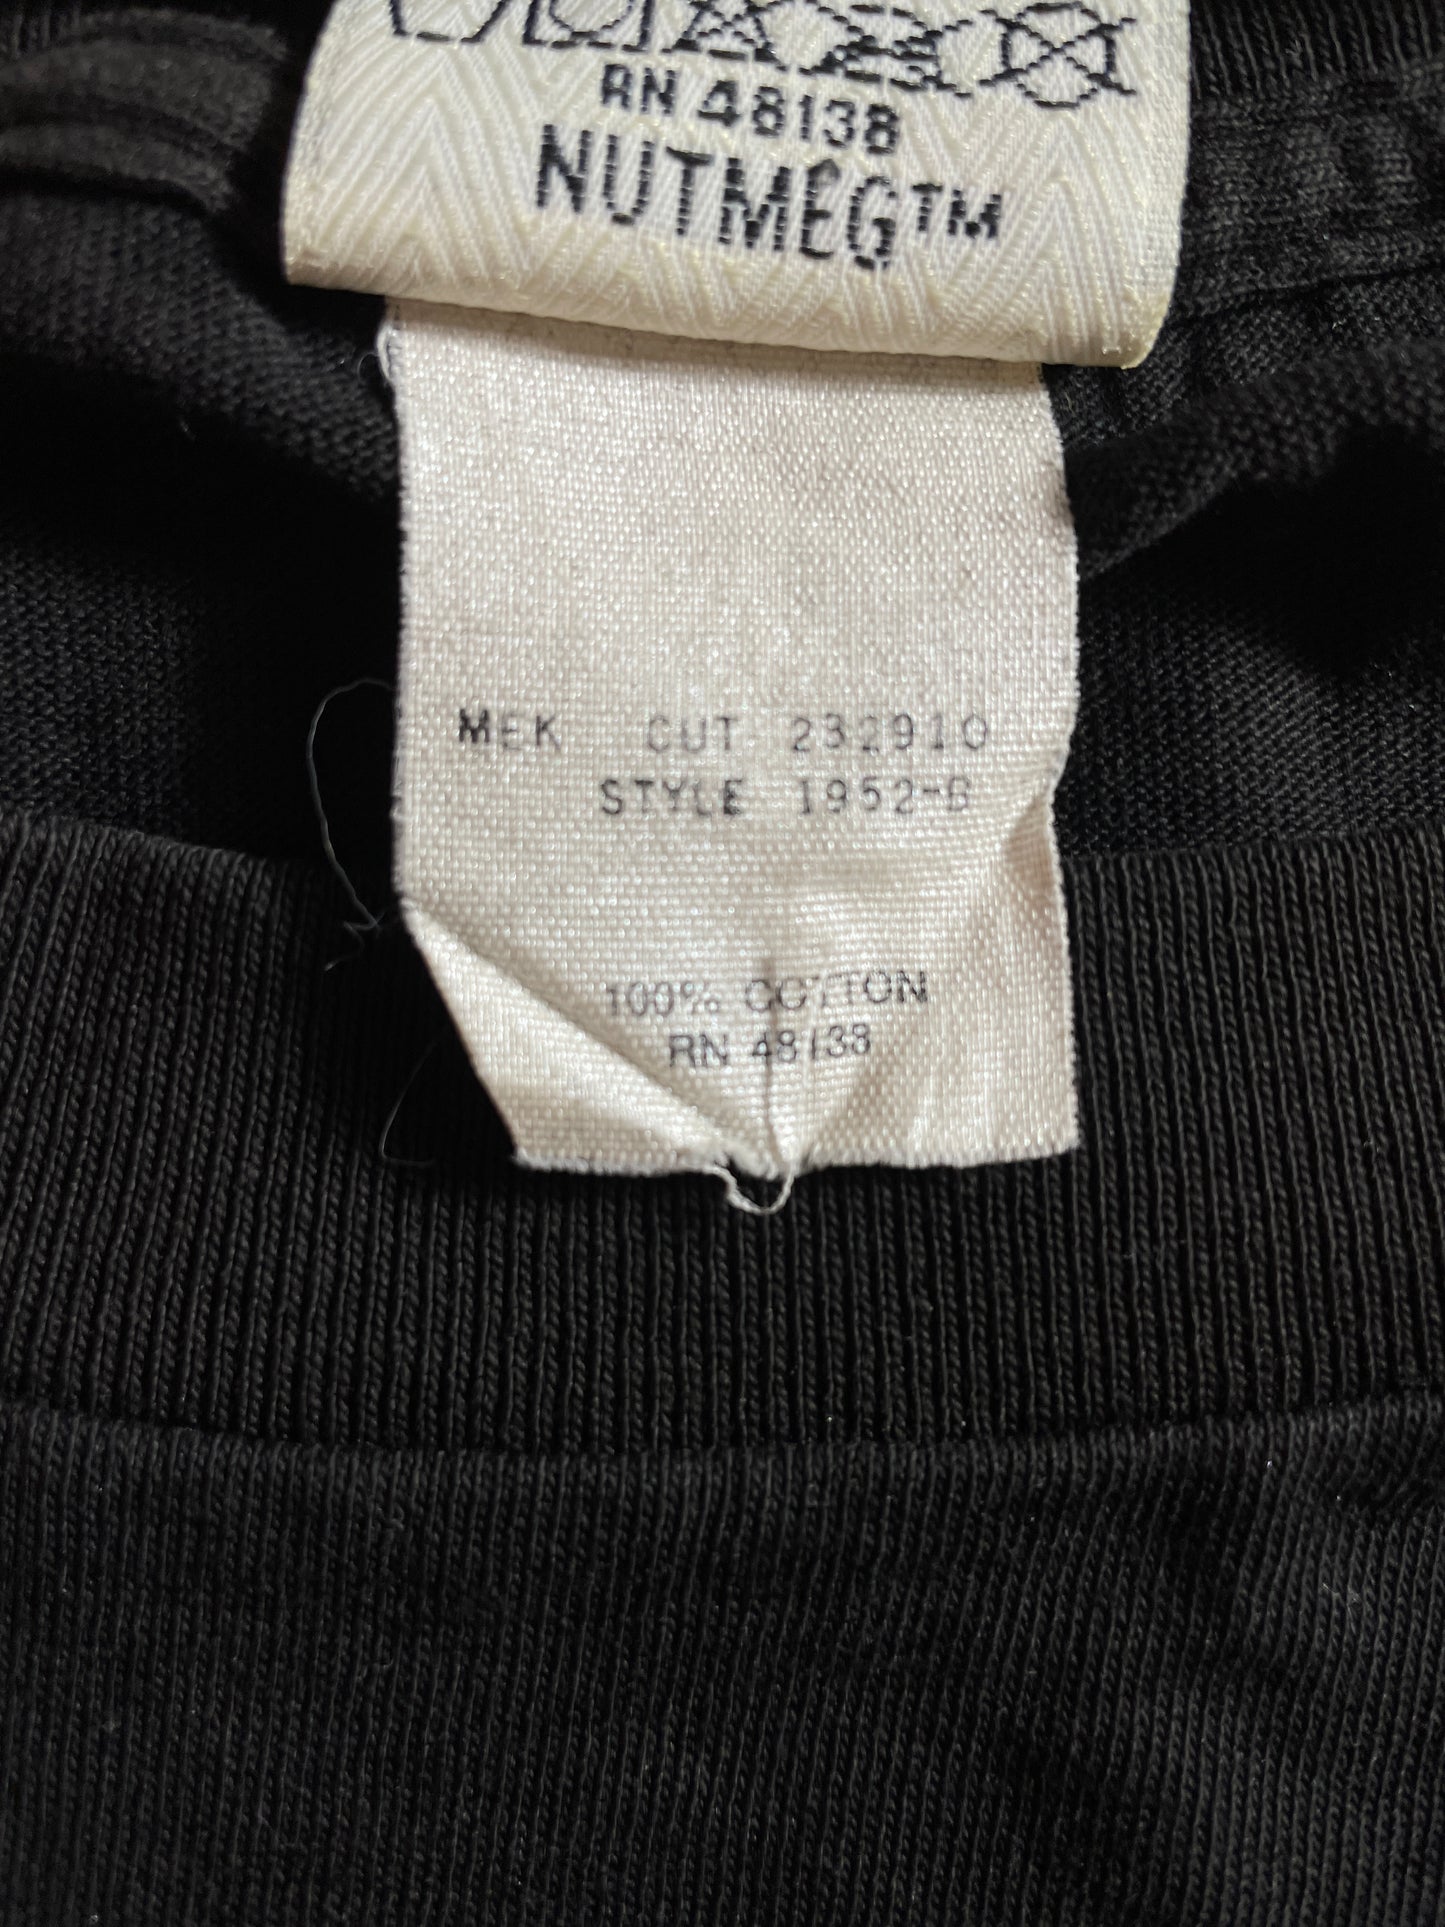 RN 48138
NUTMEG™
MEK CUT 232910
STYLE 1952-B
100% COTTON
RN 48138